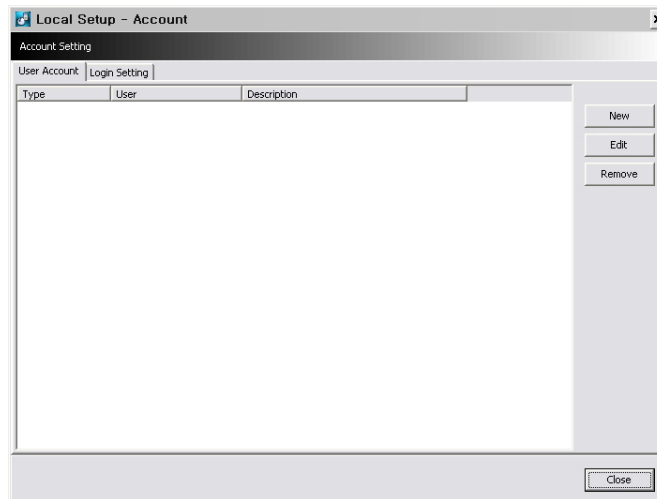 Local Setup - Account
Account Setting
User Account Login Setting
Type User Description
New
Edit
Remove
Close